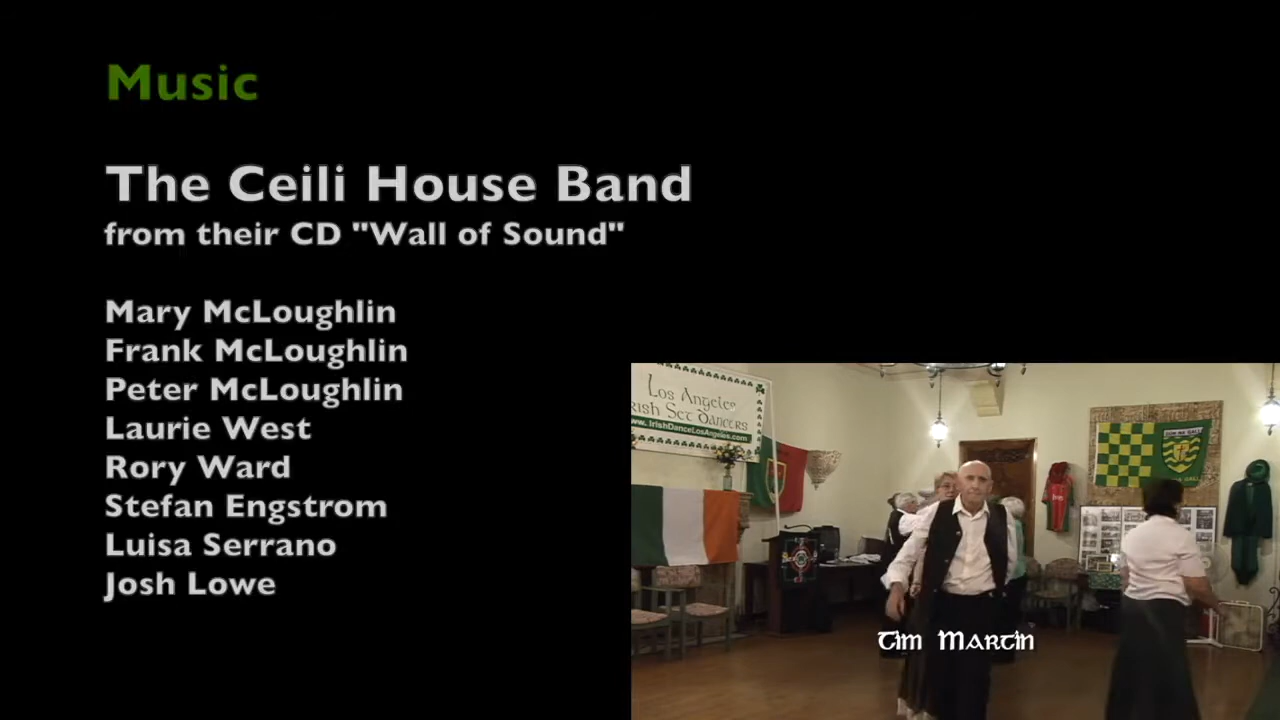 Music
The Ceili House Band
from their CD "Wall of Sound"
Mary McLoughlin
Frank McLoughlin
Peter McLoughlin
Laurie West
Rory Ward
Stefan Engstrom
Luisa Serrano
Josh Lowe
Los Angeles
Irish Set Dancers
www.IrishDanceLosAngeles.com
Tim Martin